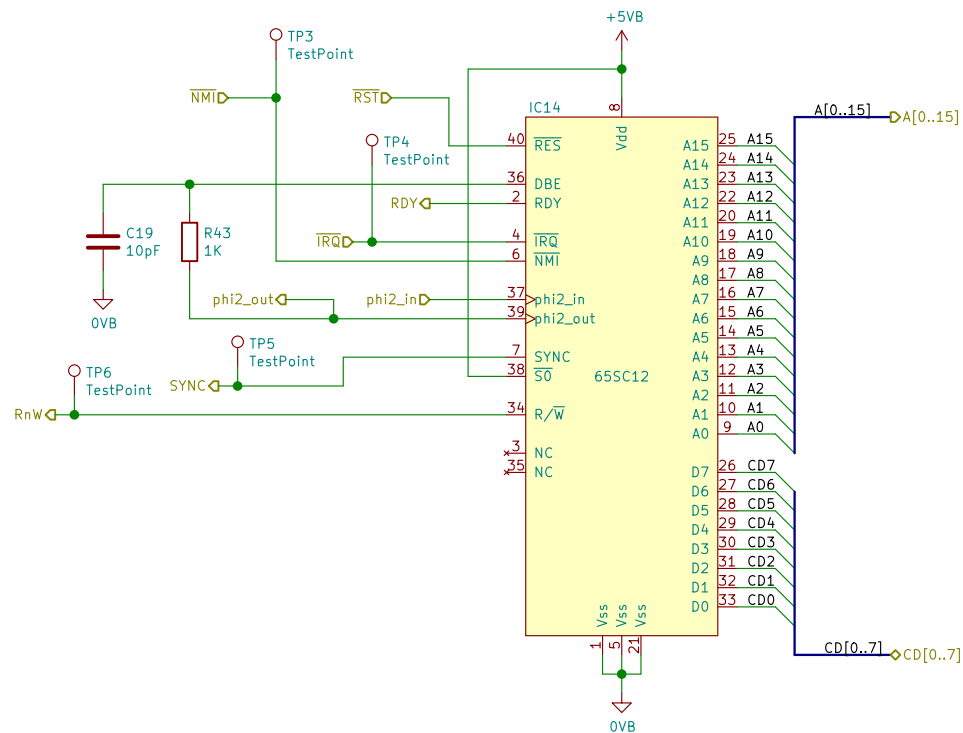 +5VB
TP3
TestPoint
NMI
RST
IC14
8
Vdd
A[0..15]
A[0..15]
TP4
TestPoint
40 RES
36 DBE
2 RDY
RDY
IRQ
4 IRQ
6 NMI
C19
10pF
R43
1K
0VB
phi2_out
phi2_in
37 phi2_in
39 phi2_out
TP5
TestPoint
SYNC
7 SYNC
38 SO
65SC12
TP6
TestPoint
RnW
34 R/W
3 NC
35 NC
A15 25 A15
A14 24 A14
A13 23 A13
A12 22 A12
A11 20 A11
A10 19 A10
A9 18 A9
A8 17 A8
A7 16 A7
A6 15 A6
A5 14 A5
A4 13 A4
A3 12 A3
A2 11 A2
A1 10 A1
A0 9 A0
D7 26 CD7
D6 27 CD6
D5 28 CD5
D4 29 CD4
D3 30 CD3
D2 31 CD2
D1 32 CD1
D0 33 CD0
Vss Vss Vss
1 5 21
CD[0..7]
CD[0..7]
0VB